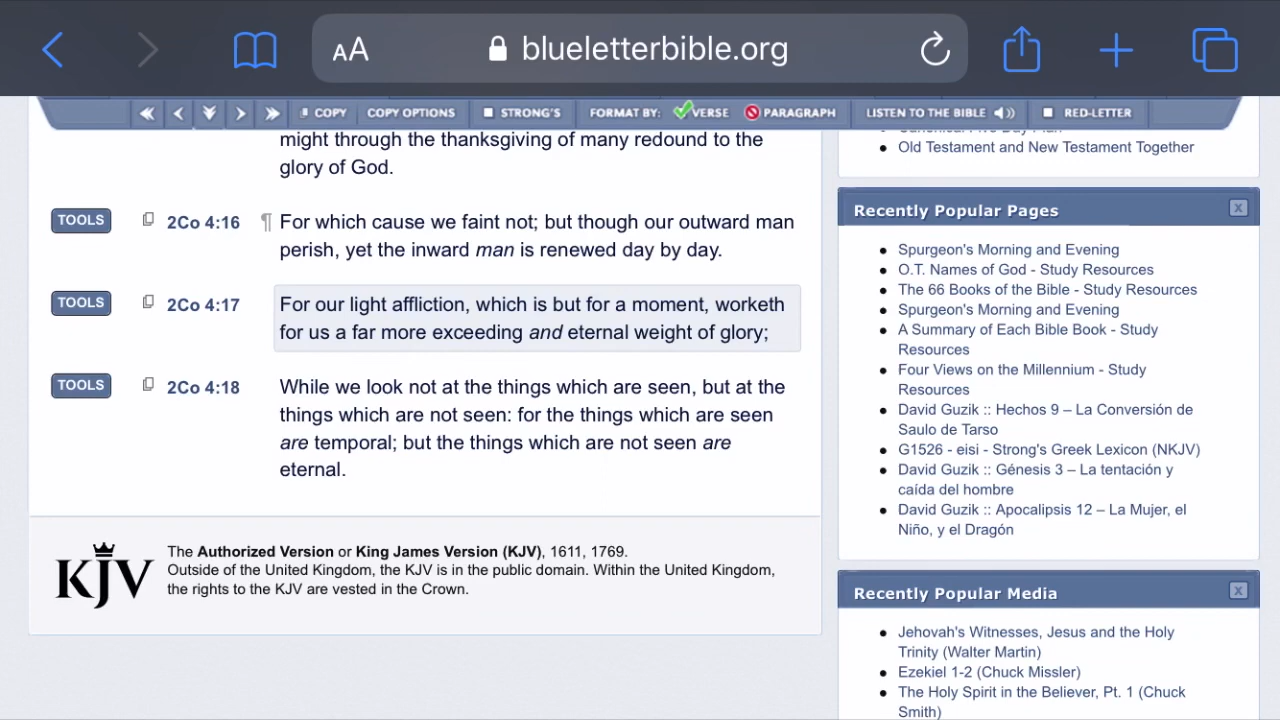 AA blueletterbible.org
COPY COPY OPTIONS STRONG'S FORMAT BY: VERSE PARAGRAPH LISTEN TO THE BIBLE RED-LETTER
might through the thanksgiving of many redound to the
glory of God.
TOOLS 2Co 4:16 ¶ For which cause we faint not; but though our outward man
perish, yet the inward man is renewed day by day.
TOOLS 2Co 4:17 For our light affliction, which is but for a moment, worketh
for us a far more exceeding and eternal weight of glory;
TOOLS 2Co 4:18 While we look not at the things which are seen, but at the
things which are not seen: for the things which are seen
are temporal; but the things which are not seen are
eternal.
KJV
The Authorized Version or King James Version (KJV), 1611, 1769.
Outside of the United Kingdom, the KJV is in the public domain. Within the United Kingdom,
the rights to the KJV are vested in the Crown.
Old Testament and New Testament Together
Recently Popular Pages x
Spurgeon's Morning and Evening
O.T. Names of God - Study Resources
The 66 Books of the Bible - Study Resources
Spurgeon's Morning and Evening
A Summary of Each Bible Book - Study
Resources
Four Views on the Millennium - Study
Resources
David Guzik :: Hechos 9 – La Conversión de
Saulo de Tarso
G1526 - eisi - Strong's Greek Lexicon (NKJV)
David Guzik :: Génesis 3 – La tentación y
caída del hombre
David Guzik :: Apocalipsis 12 – La Mujer, el
Niño, y el Dragón
Recently Popular Media x
Jehovah's Witnesses, Jesus and the Holy
Trinity (Walter Martin)
Ezekiel 1-2 (Chuck Missler)
The Holy Spirit in the Believer, Pt. 1 (Chuck
Smith)